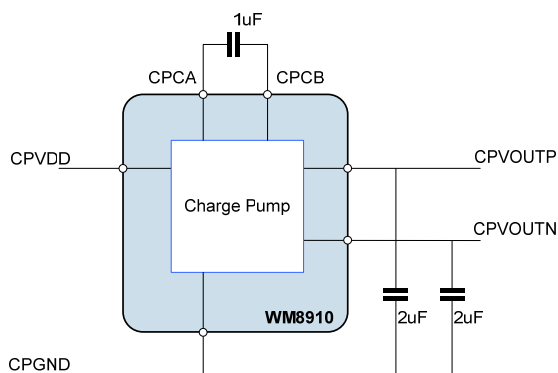 1uF
CPCA
CPCB
CPVDD
CPVOUTP
Charge Pump
CPVOUTN
WM8910
2uF
2uF
CPGND